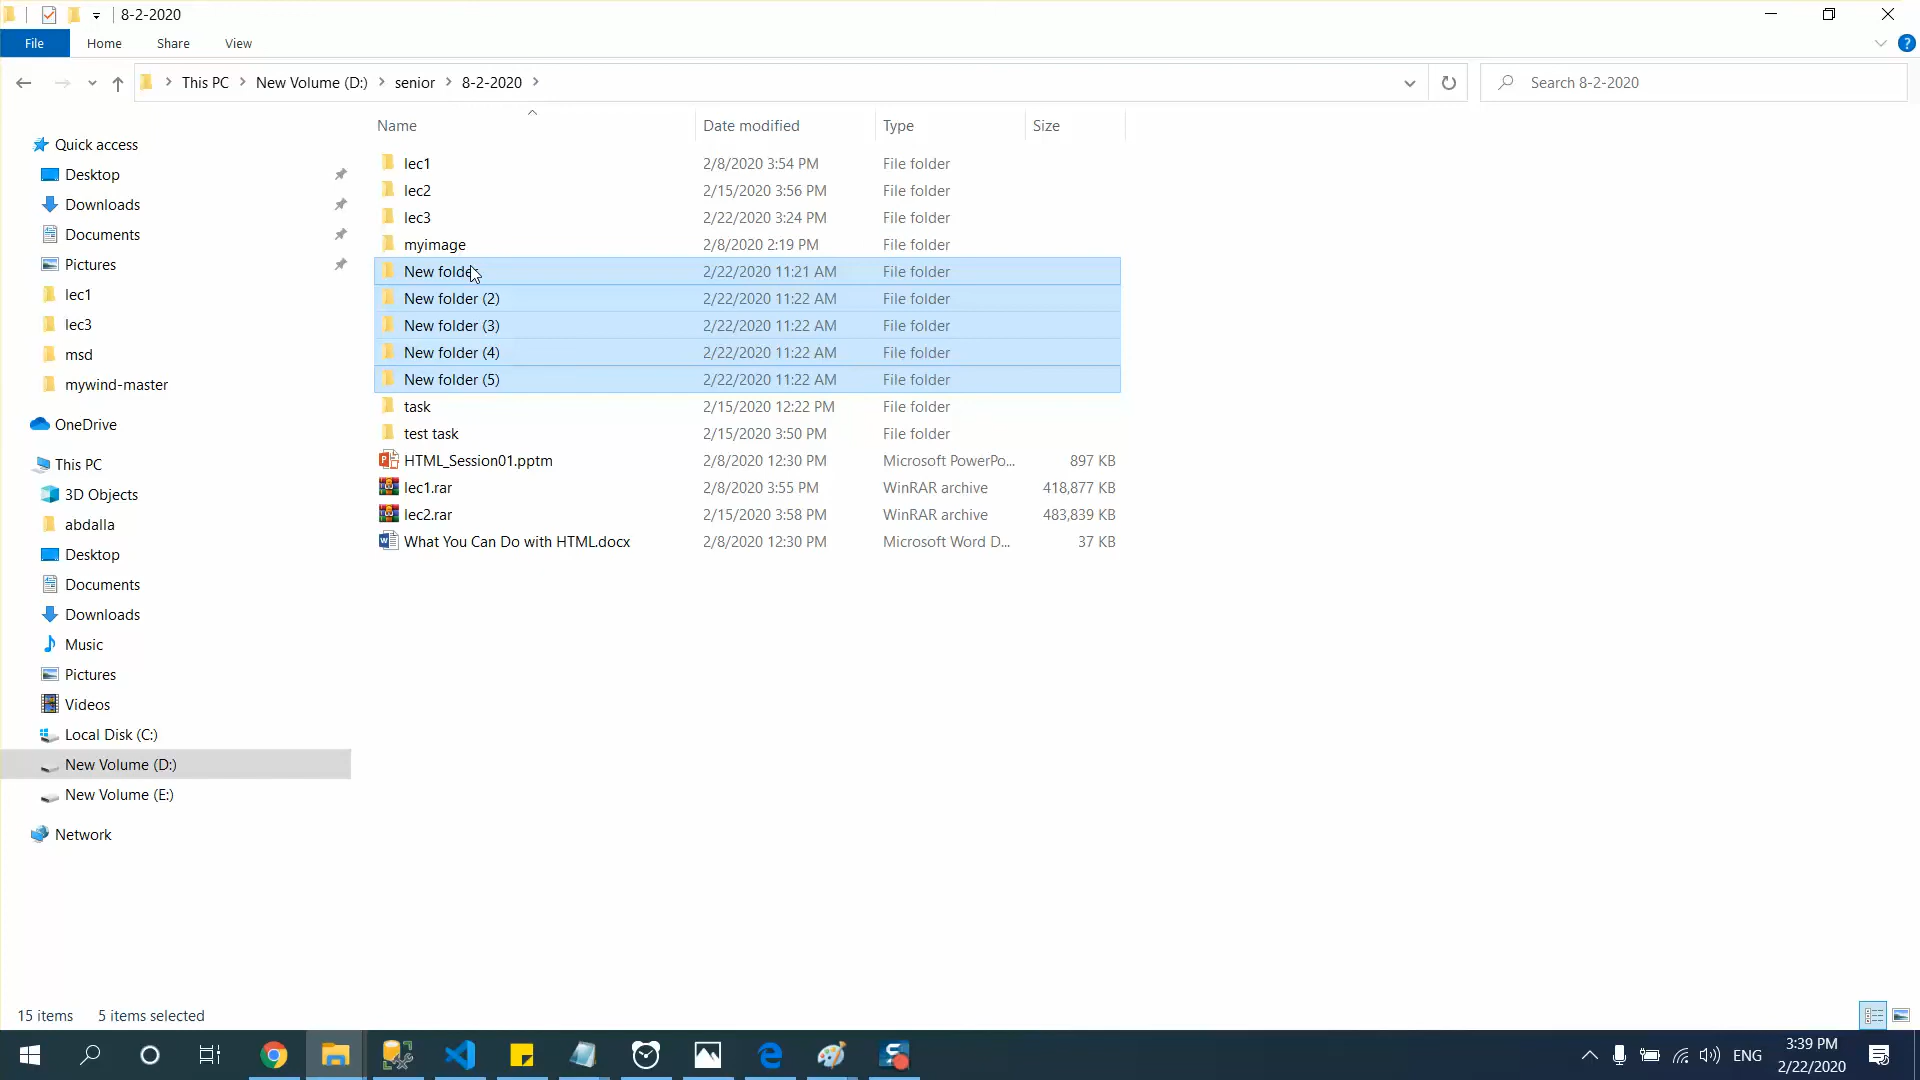 8-2-2020
File Home Share View
This PC New Volume (D:) senior 8-2-2020
Search 8-2-2020
Name Date modified Type Size
Quick access
Desktop
Downloads
Documents
Pictures
lec1
lec3
msd
mywind-master
OneDrive
This PC
3D Objects
abdalla
Desktop
Documents
Downloads
Music
Pictures
Videos
Local Disk (C:)
New Volume (D:)
New Volume (E:)
Network
lec1 2/8/2020 3:54 PM File folder
lec2 2/15/2020 3:56 PM File folder
lec3 2/22/2020 3:24 PM File folder
myimage 2/8/2020 2:19 PM File folder
New folder 2/22/2020 11:21 AM File folder
New folder (2) 2/22/2020 11:22 AM File folder
New folder (3) 2/22/2020 11:22 AM File folder
New folder (4) 2/22/2020 11:22 AM File folder
New folder (5) 2/22/2020 11:22 AM File folder
task 2/15/2020 12:22 PM File folder
test task 2/15/2020 3:50 PM File folder
HTML_Session01.pptm 2/8/2020 12:30 PM Microsoft PowerPo... 897 KB
lec1.rar 2/8/2020 3:55 PM WinRAR archive 418,877 KB
lec2.rar 2/15/2020 3:58 PM WinRAR archive 483,839 KB
What You Can Do with HTML.docx 2/8/2020 12:30 PM Microsoft Word D... 37 KB
15 items 5 items selected
ENG
3:39 PM
2/22/2020